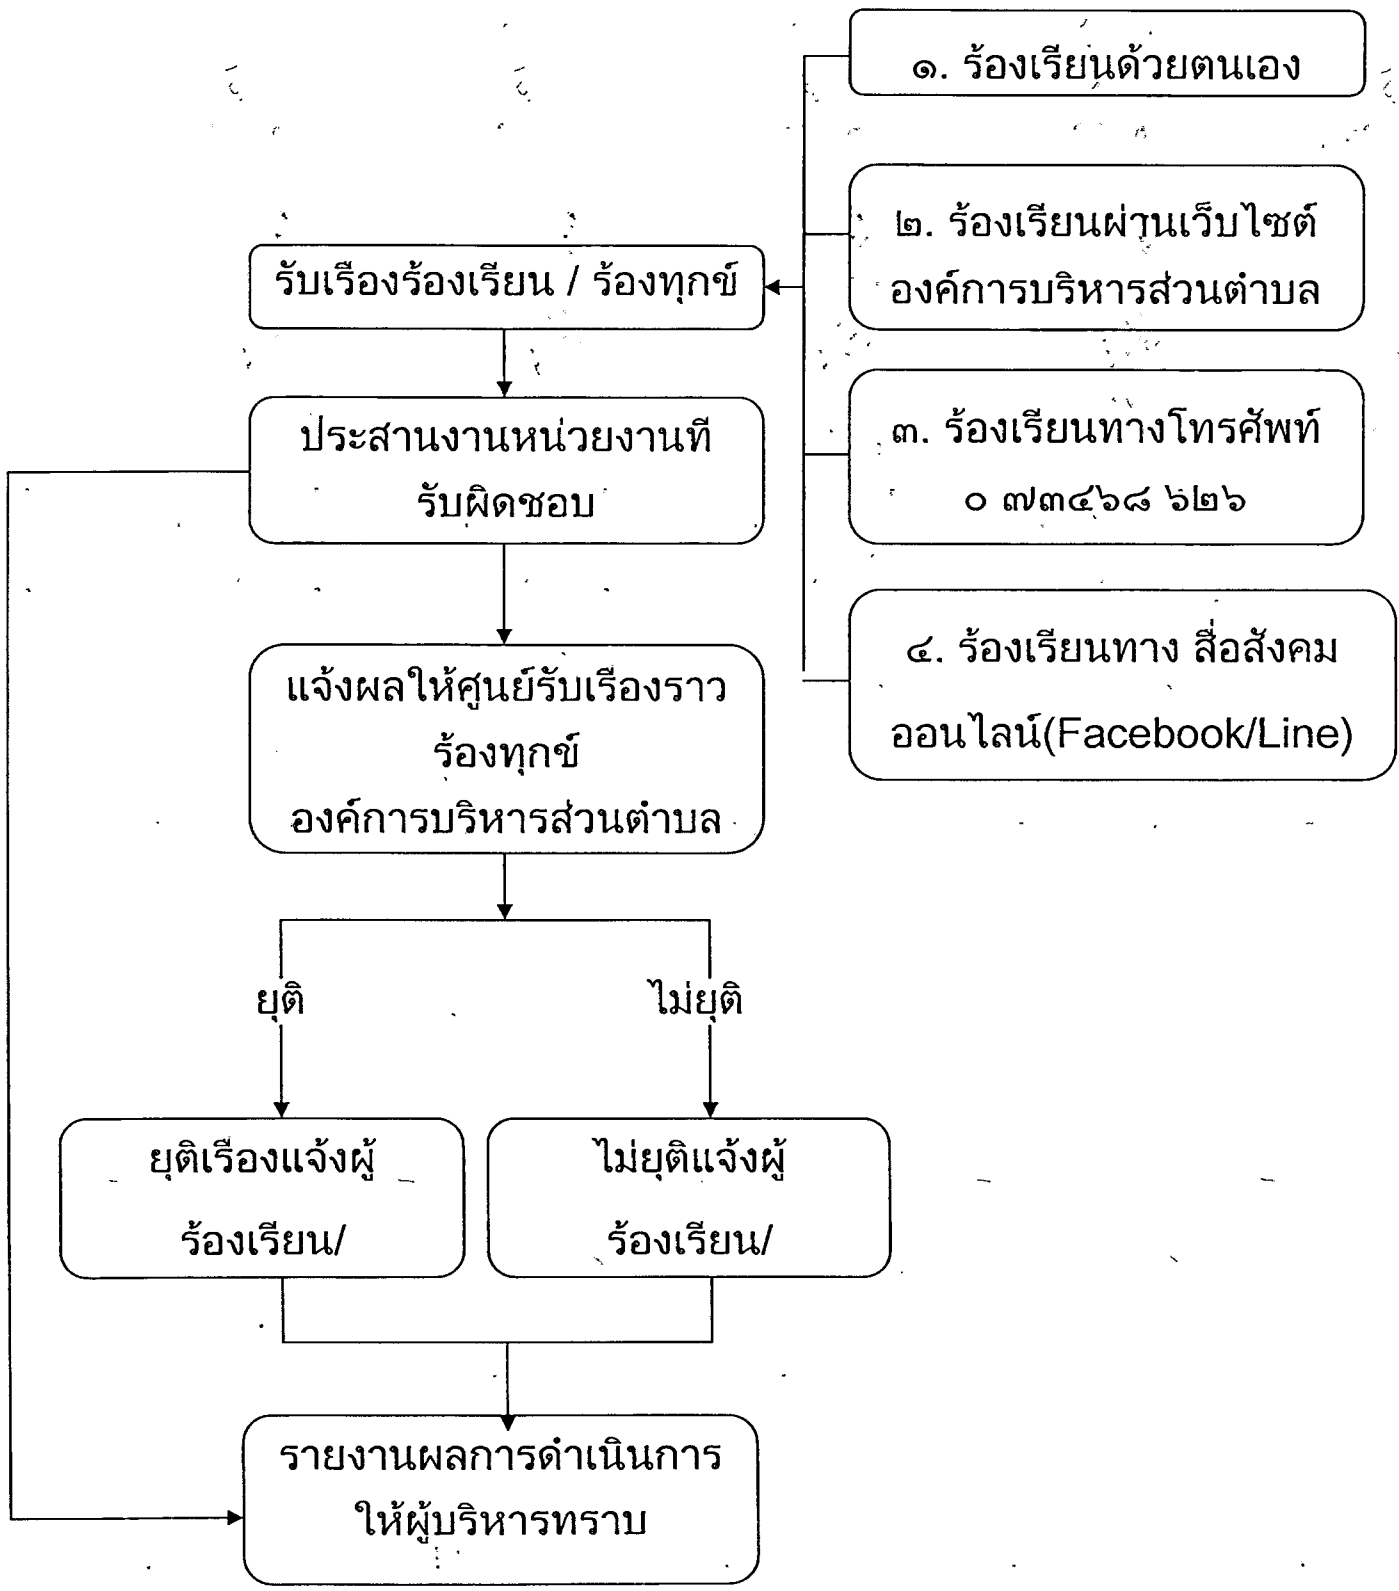 ๑. ร้องเรียนด้วยตนเอง
๒. ร้องเรียนผ่านเว็บไซต์
องค์การบริหารส่วนตำบล
รับเรืองร้องเรียน / ร้องทุกข์
๓. ร้องเรียนทางโทรศัพท์
๐ ๗๓๔๖๘ ๖๒๖
ประสานงานหน่วยงานที
รับผิดชอบ
๔. ร้องเรียนทาง สื่อสังคม
ออนไลน์(Facebook/Line)
แจ้งผลให้ศูนย์รับเรืองราว
ร้องทุกข์
องค์การบริหารส่วนตำบล
ยุติ
ไม่ยุติ
ยุติเรืองแจ้งผู้
ร้องเรียน/
ไม่ยุติแจ้งผู้
ร้องเรียน/
รายงานผลการดำเนินการ
ให้ผู้บริหารทราบ